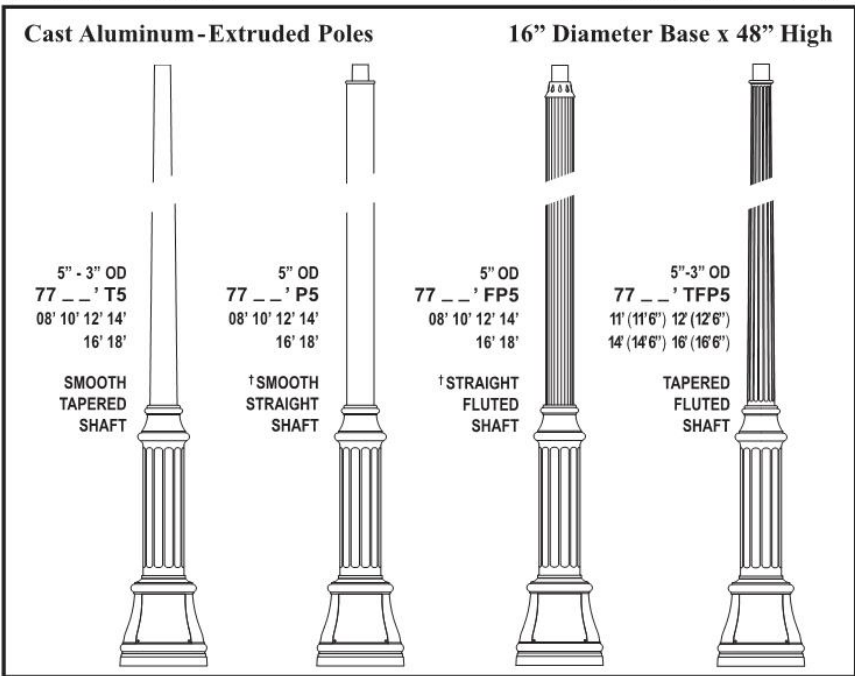 Cast Aluminum-Extruded Poles
16” Diameter Base x 48” High
5” - 3” OD
77 _ _’ T5
08’ 10’ 12’ 14’
16’ 18’
SMOOTH
TAPERED
SHAFT
5” OD
77 _ _’ P5
08’ 10’ 12’ 14’
16’ 18’
†SMOOTH
STRAIGHT
SHAFT
5” OD
77 _ _’ FP5
08’ 10’ 12’ 14’
16’ 18’
†STRAIGHT
FLUTED
SHAFT
5”-3” OD
77 _ _’ TFP5
11’ (11’6”) 12’ (12’6”)
14’ (14’6”) 16’ (16’6”)
TAPERED
FLUTED
SHAFT